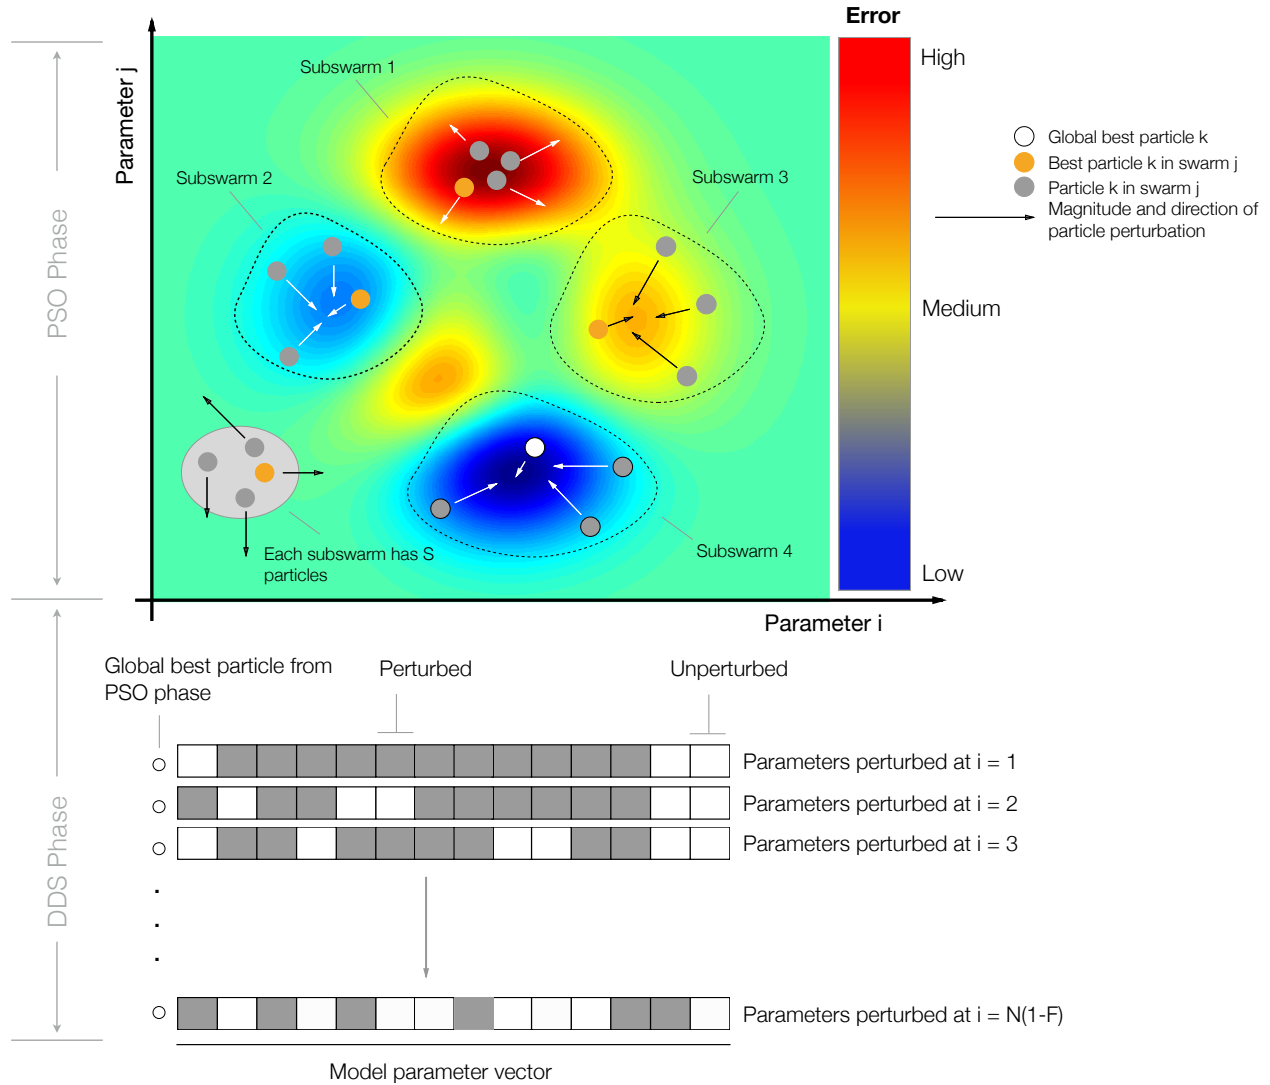 Error
High
Medium
Low
Parameter j
PSO Phase
Subswarm 1
Subswarm 2
Subswarm 3
Global best particle k
Best particle k in swarm j
Particle k in swarm j
Magnitude and direction of
particle perturbation
Each subswarm has S
particles
Subswarm 4
Parameter i
DDS Phase
Global best particle from
PSO phase
Perturbed
Unperturbed
Parameters perturbed at i = 1
Parameters perturbed at i = 2
Parameters perturbed at i = 3
Parameters perturbed at i = N(1-F)
Model parameter vector